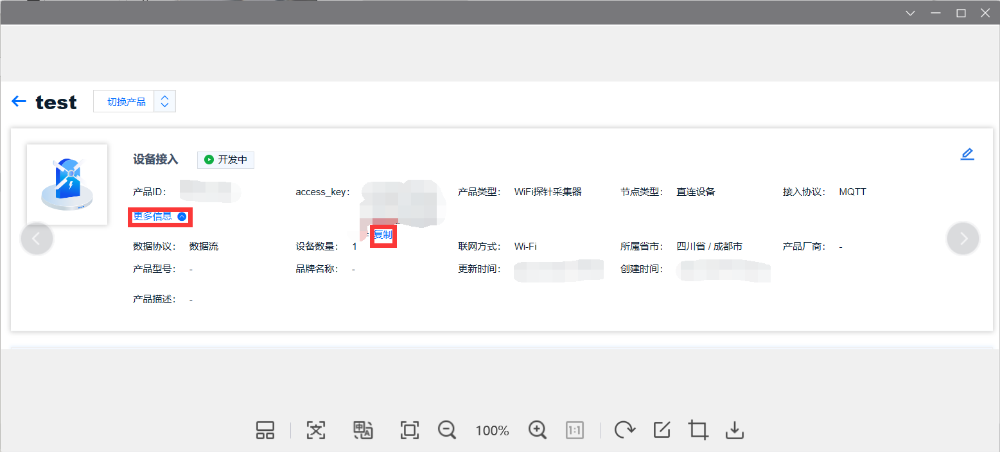 test 切换产品
设备接入 开发中
产品ID： access_key： 产品类型： WiFi探针采集器 节点类型： 直连设备 接入协议： MQTT
更多信息
复制
数据协议： 数据流 设备数量： 1 联网方式： Wi-Fi 所属省市： 四川省 / 成都市 产品厂商： -
产品型号： - 品牌名称： - 更新时间： 创建时间：
产品描述： -
100% 1:1